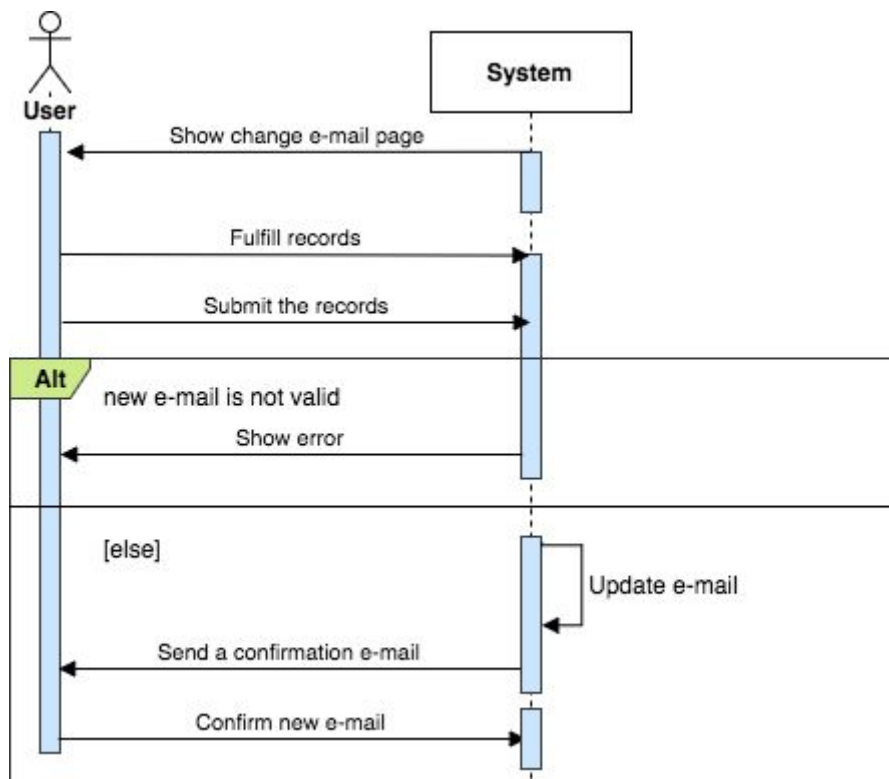 System
User
Show change e-mail page
Fulfill records
Submit the records
Alt
new e-mail is not valid
Show error
[else]
Update e-mail
Send a confirmation e-mail
Confirm new e-mail